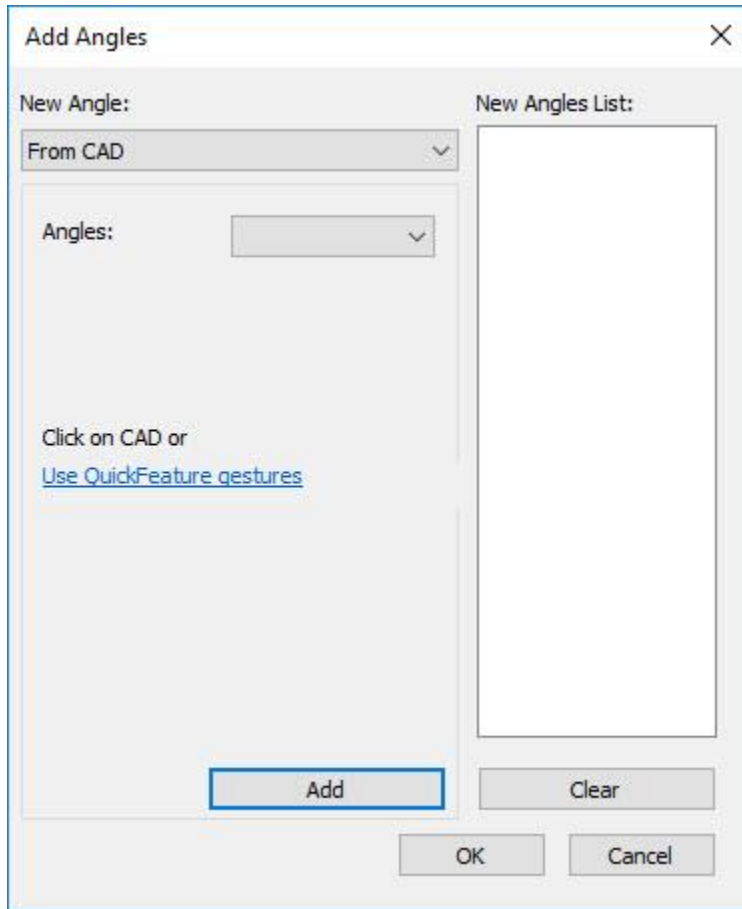 Add Angles
New Angle:
From CAD
Angles:
Click on CAD or
Use QuickFeature gestures
Add
New Angles List:
Clear
OK
Cancel